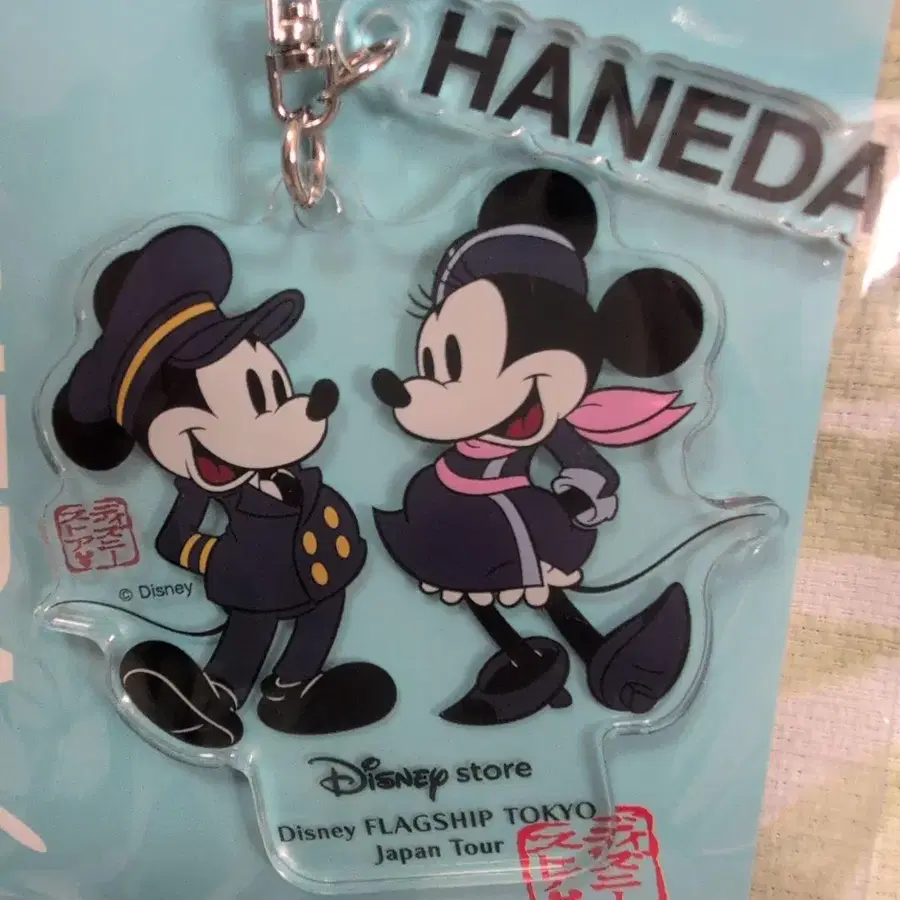 HANEDA
ディズニー
ストア
© Disney
Disney store
Disney FLAGSHIP TOKYO
Japan Tour
ディズニー
ストア